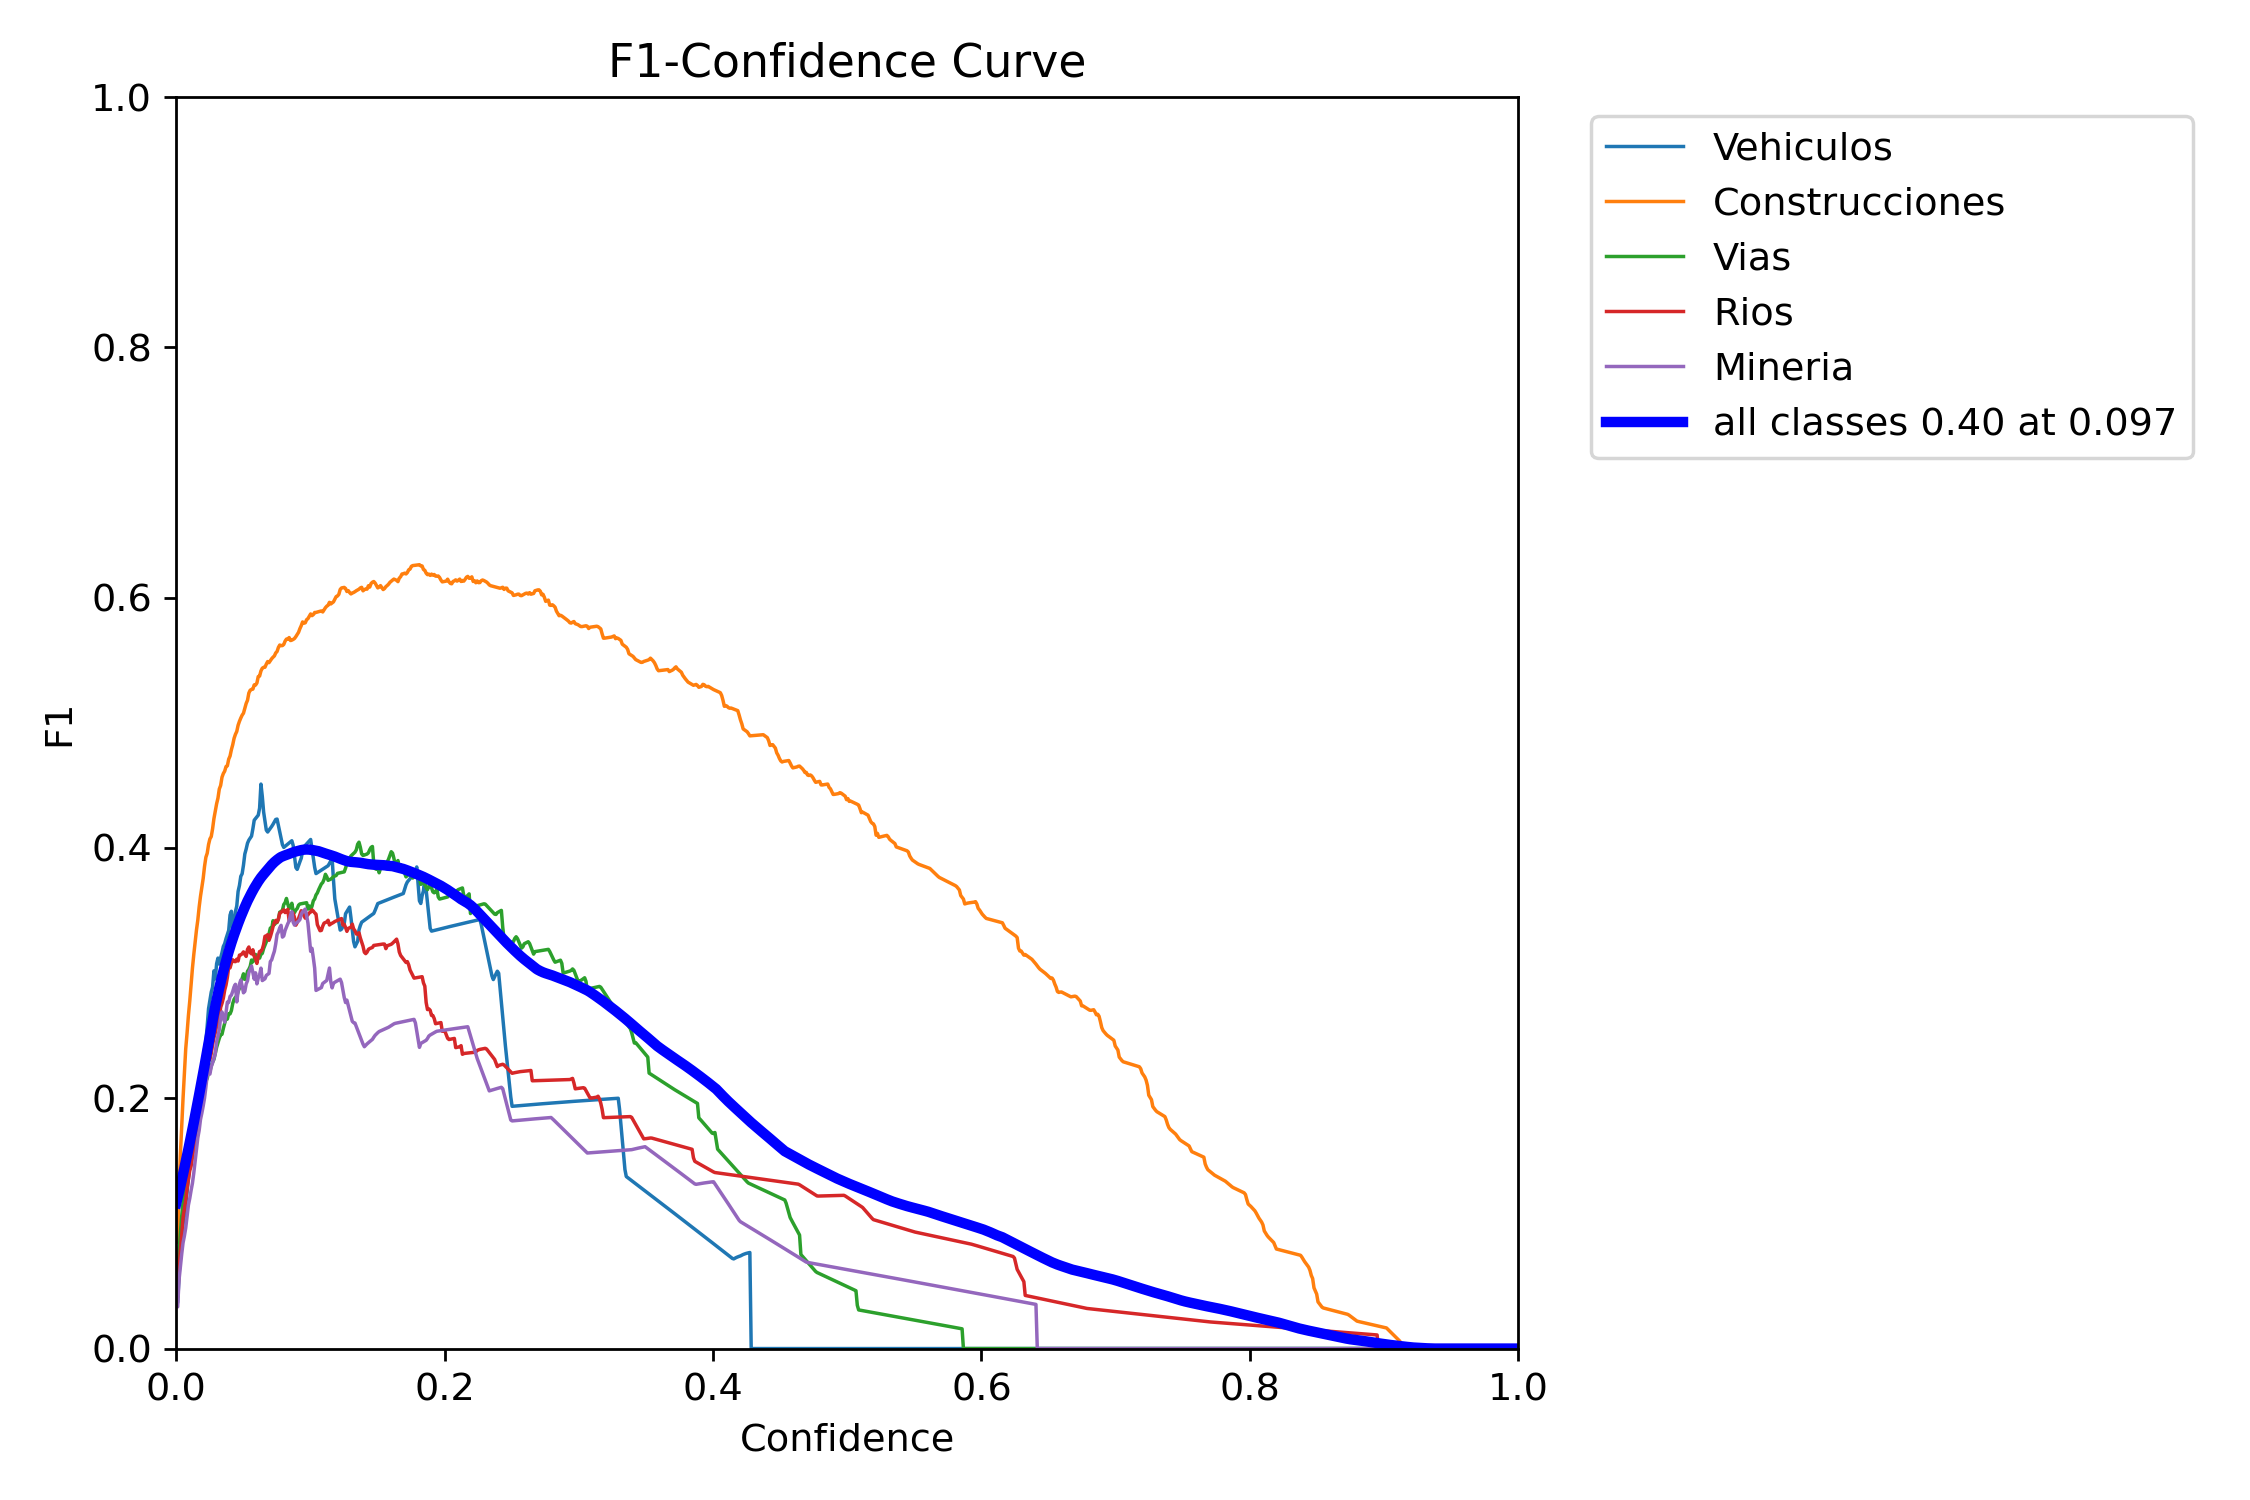 F1-Confidence Curve
1.0
0.8
0.6
0.4
0.2
0.0
F1
0.0 0.2 0.4 0.6 0.8 1.0
Confidence
Vehiculos
Construcciones
Vias
Rios
Mineria
all classes 0.40 at 0.097